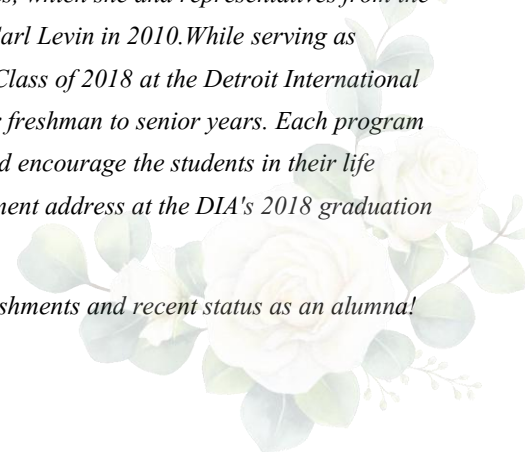 which she and representatives from the
arl Levin in 2010.While serving as
Class of 2018 at the Detroit International
freshman to senior years. Each program
d encourage the students in their life
ment address at the DIA's 2018 graduation
shments and recent status as an alumna!